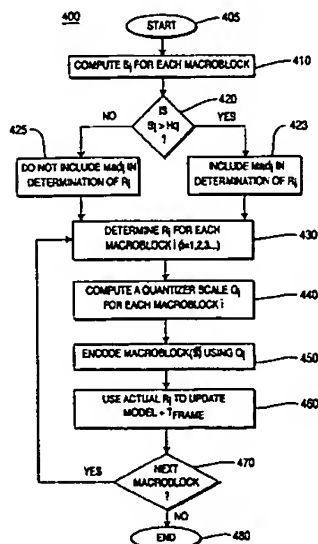 400
START
405
COMPUTE Sᵢ FOR EACH MACROBLOCK
410
IS
Sᵢ > Hq
?
420
NO
YES
425
423
DO NOT INCLUDE Madᵢ IN
DETERMINATION OF Rᵢ
INCLUDE Madᵢ IN
DETERMINATION OF Rᵢ
DETERMINE Rᵢ FOR EACH
MACROBLOCK i (i=1,2,3...)
430
COMPUTE A QUANTIZER SCALE Qᵢ
FOR EACH MACROBLOCK i
440
ENCODE MACROBLOCK(S) USING Qᵢ
450
USE ACTUAL Rᵢ TO UPDATE
MODEL + TFRAME
460
YES
NEXT
MACROBLOCK
?
470
NO
END
480